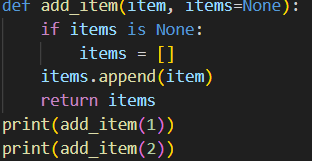 def add_item(item, items=None):
    if items is None:
        items = []
    items.append(item)
    return items
print(add_item(1))
print(add_item(2))